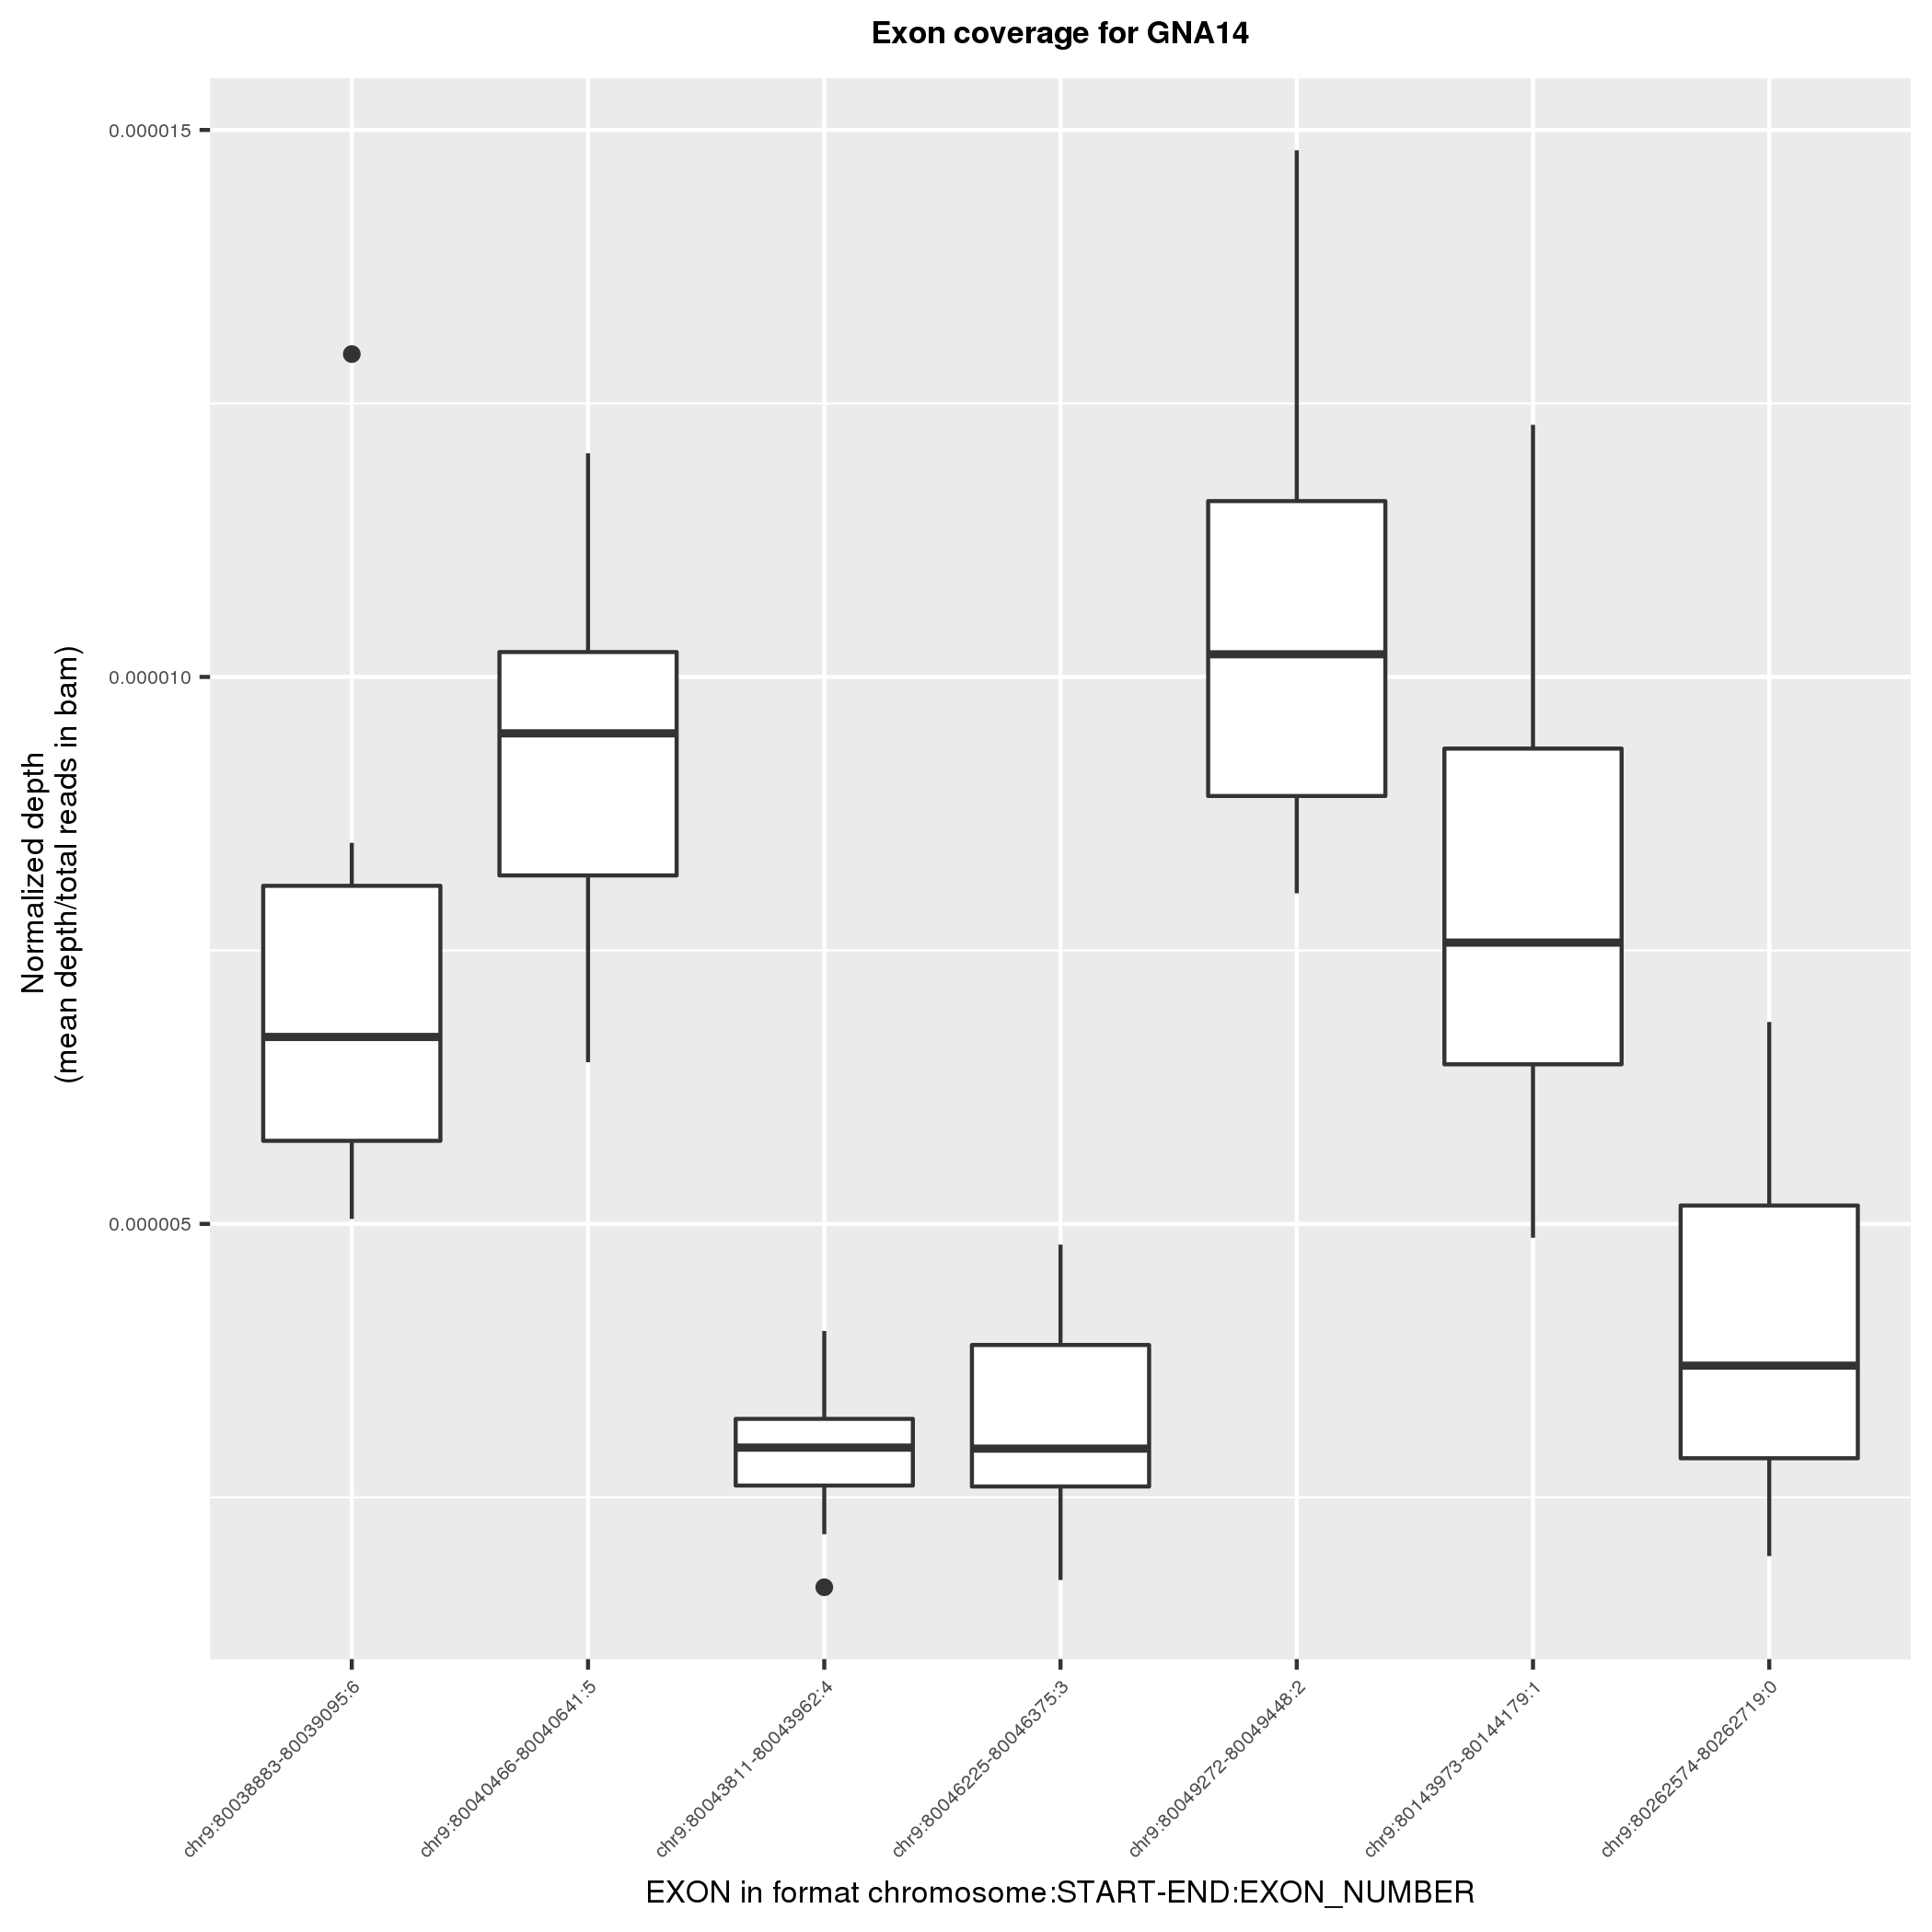 Exon coverage for GNA14
0.000015
0.000010
0.000005
Normalized depth
(mean depth/total reads in bam)
chr9:80038883-80039095:6
chr9:80040466-80040641:5
chr9:80043811-80043962:4
chr9:80046225-80046375:3
chr9:80049272-80049448:2
chr9:80143973-80144179:1
chr9:80262574-80262719:0
EXON in format chromosome:START-END:EXON_NUMBER